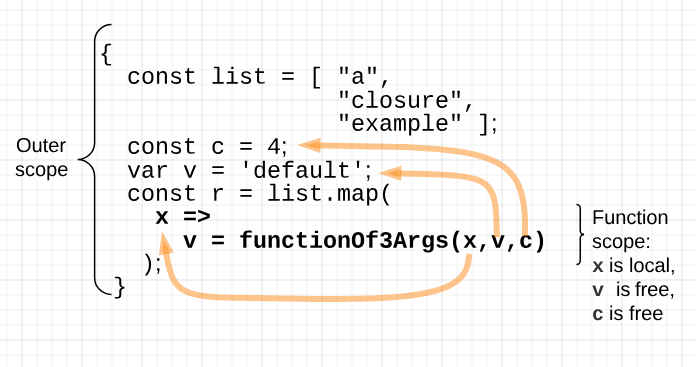 {
const list = [ "a",
"closure",
"example" ];
Outer
scope
const c = 4;
var v = 'default';
const r = list.map(
x =>
v = functionOf3Args(x,v,c)
);
}
Function
scope:
x is local,
v is free,
c is free